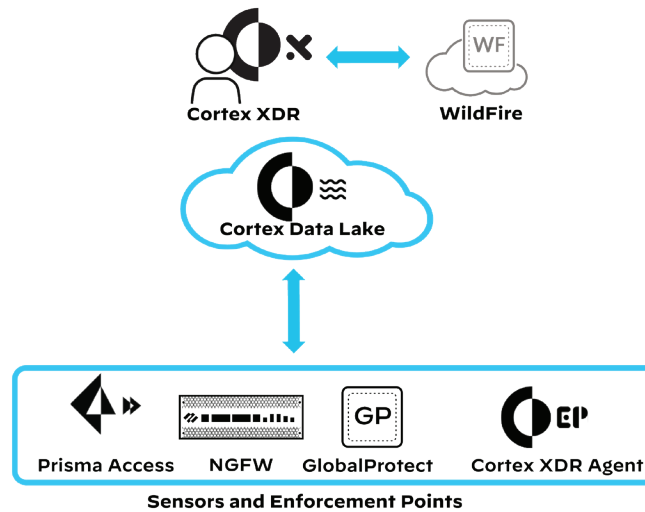 WF
Cortex XDR
WildFire
Cortex Data Lake
GP
EP
Prisma Access
NGFW
GlobalProtect
Cortex XDR Agent
Sensors and Enforcement Points